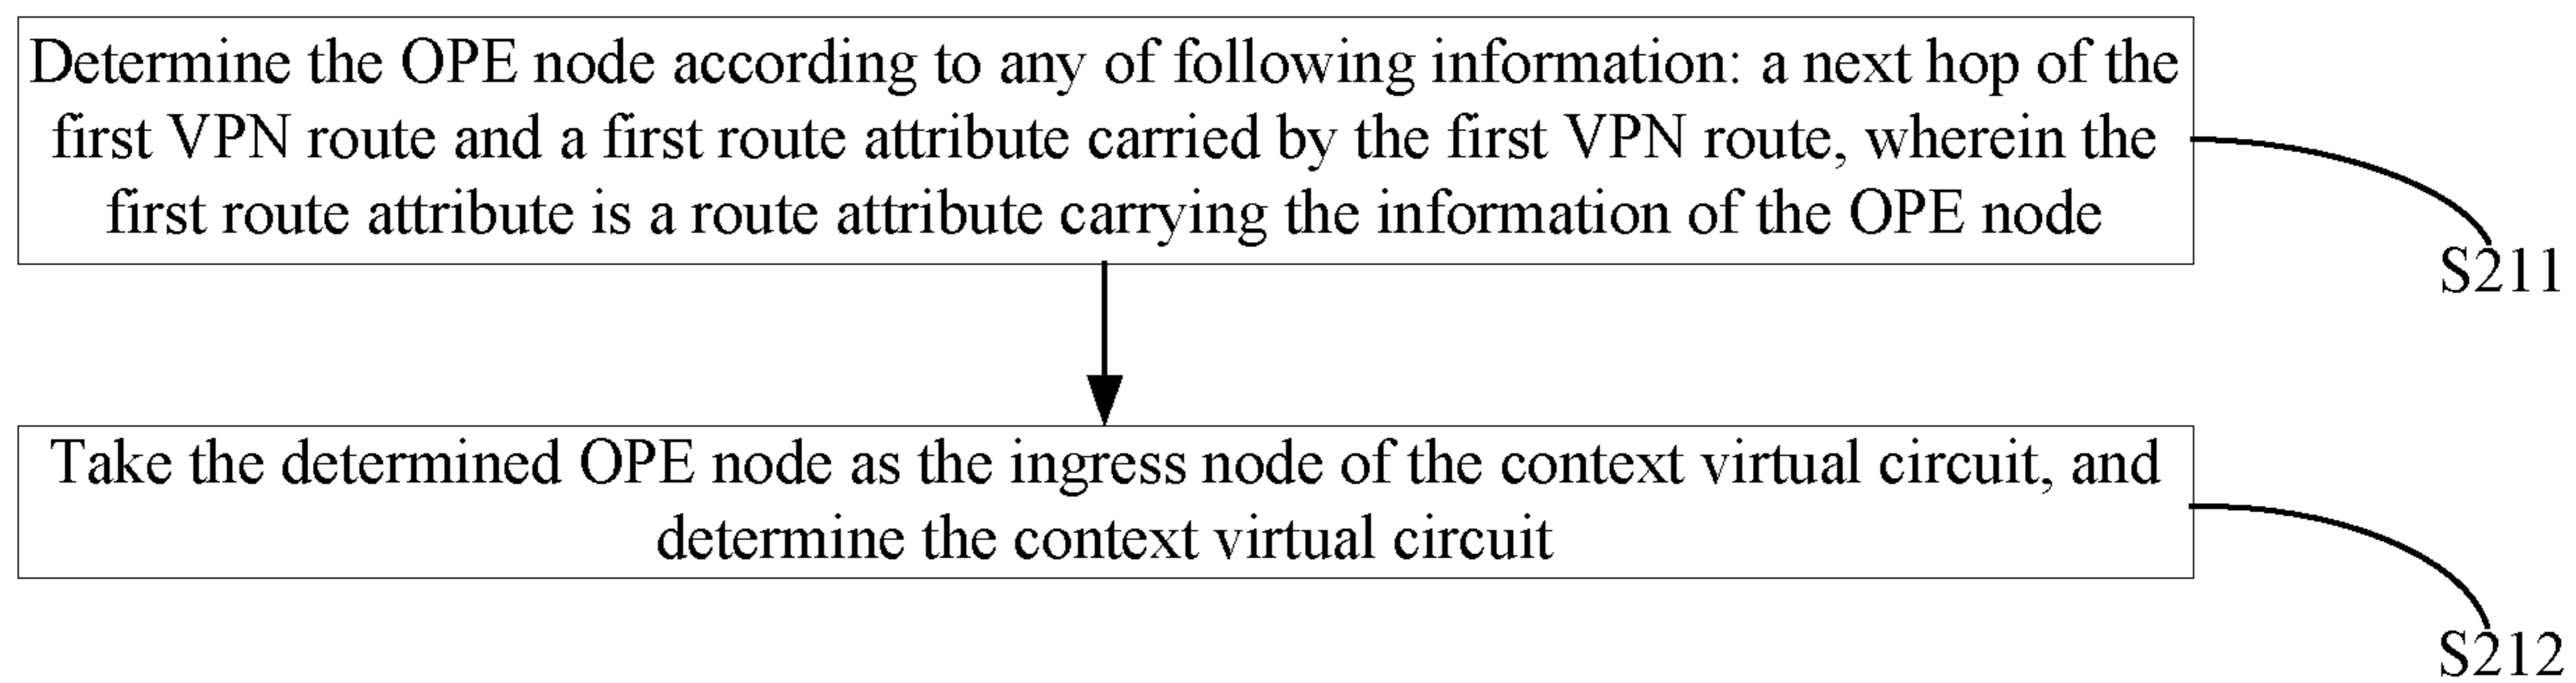 Determine the OPE node according to any of following information: a next hop of the
first VPN route and a first route attribute carried by the first VPN route, wherein the
first route attribute is a route attribute carrying the information of the OPE node
S211
Take the determined OPE node as the ingress node of the context virtual circuit, and
determine the context virtual circuit
S212